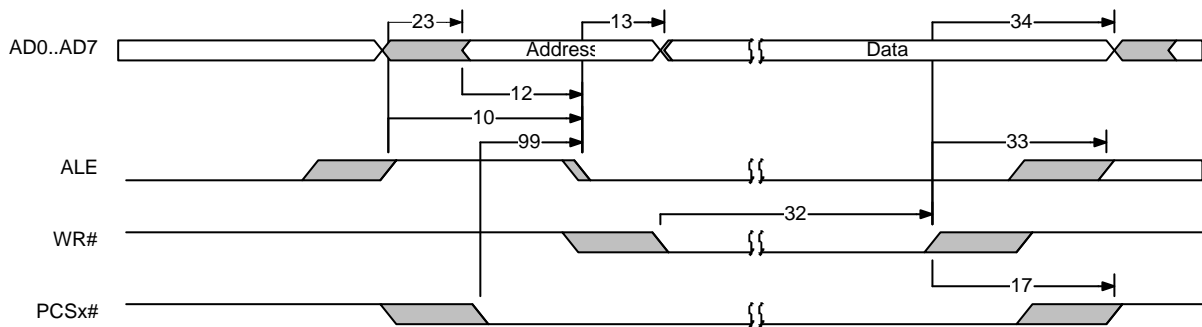 23 13 34
AD0..AD7 Address Data
12
10
99 33
ALE
32
WR#
17
PCSx#